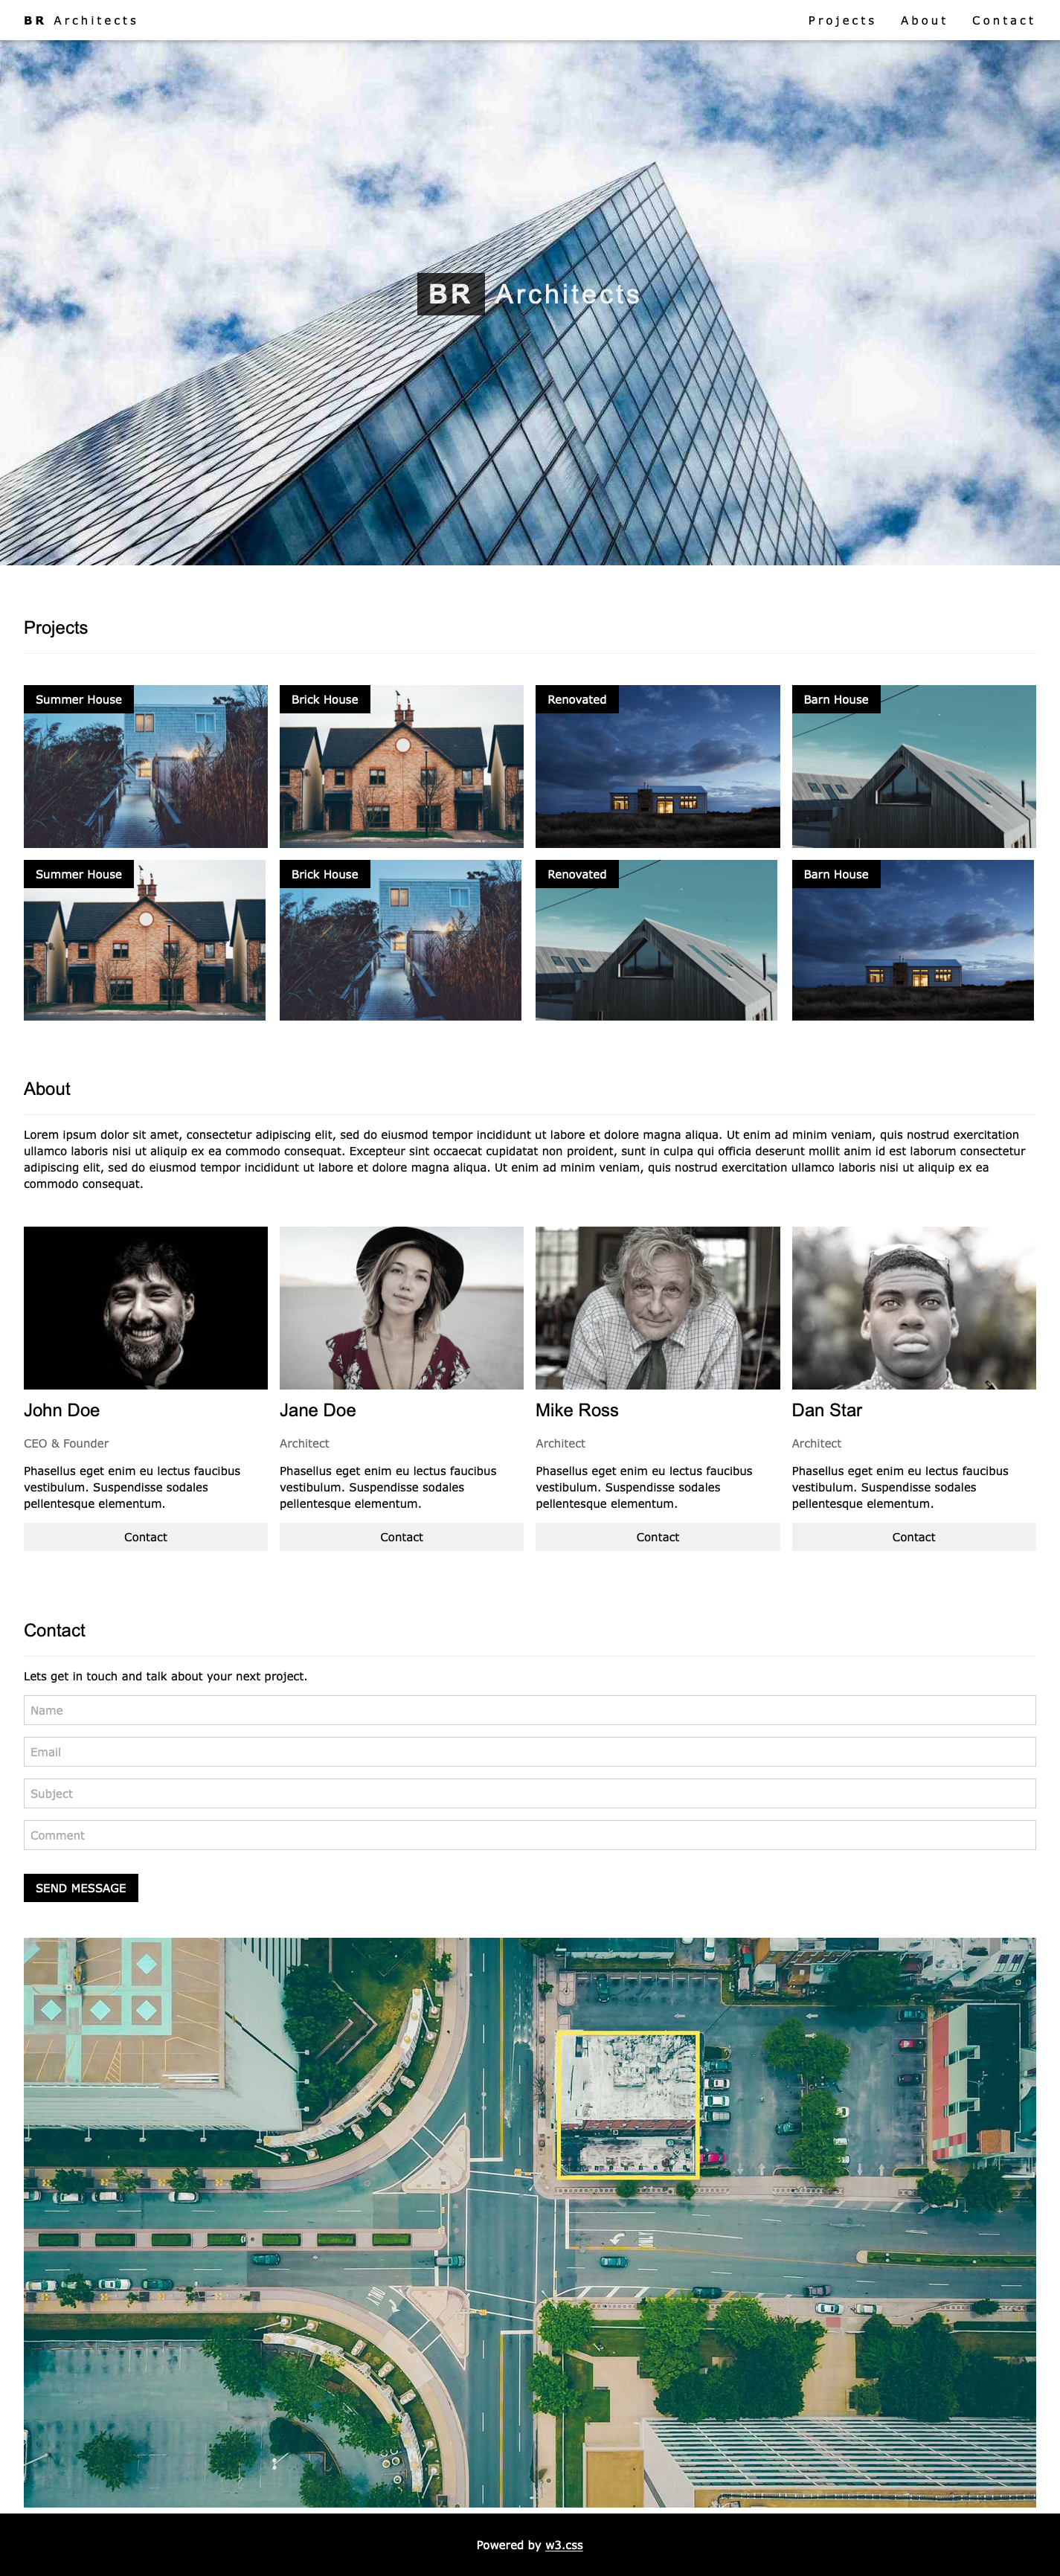 BR Architects
Projects About Contact
BR Architects
Projects
Summer House
Brick House
Renovated
Barn House
Summer House
Brick House
Renovated
Barn House
About
Lorem ipsum dolor sit amet, consectetur adipiscing elit, sed do eiusmod tempor incididunt ut labore et dolore magna aliqua. Ut enim ad minim veniam, quis nostrud exercitation
ullamco laboris nisi ut aliquip ex ea commodo consequat. Excepteur sint occaecat cupidatat non proident, sunt in culpa qui officia deserunt mollit anim id est laborum consectetur
adipiscing elit, sed do eiusmod tempor incididunt ut labore et dolore magna aliqua. Ut enim ad minim veniam, quis nostrud exercitation ullamco laboris nisi ut aliquip ex ea
commodo consequat.
John Doe
CEO & Founder
Phasellus eget enim eu lectus faucibus
vestibulum. Suspendisse sodales
pellentesque elementum.
Contact
Jane Doe
Architect
Phasellus eget enim eu lectus faucibus
vestibulum. Suspendisse sodales
pellentesque elementum.
Contact
Mike Ross
Architect
Phasellus eget enim eu lectus faucibus
vestibulum. Suspendisse sodales
pellentesque elementum.
Contact
Dan Star
Architect
Phasellus eget enim eu lectus faucibus
vestibulum. Suspendisse sodales
pellentesque elementum.
Contact
Contact
Lets get in touch and talk about your next project.
Name
Email
Subject
Comment
SEND MESSAGE
ONLY
ONLY
Powered by w3.css